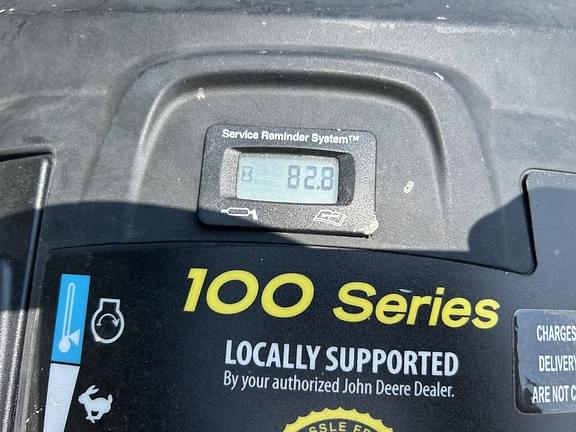 Service Reminder System™
82.8
100 Series
LOCALLY SUPPORTED
By your authorized John Deere Dealer.
CHARGES
DELIVERY
ARE NOT